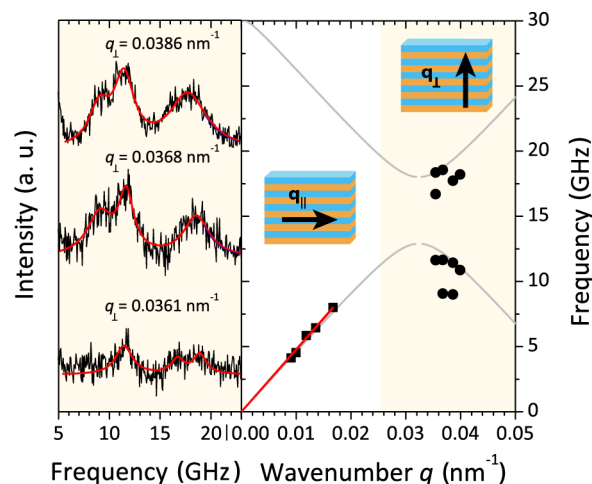 q⊥= 0.0386 nm⁻¹
q⊥= 0.0368 nm⁻¹
q⊥= 0.0361 nm⁻¹
Intensity (a. u.)
5 10 15 20
Frequency (GHz)
q⊥
q||
0.00 0.01 0.02 0.03 0.04 0.05
Wavenumber q (nm⁻¹)
30
25
20
15
10
5
0
Frequency (GHz)